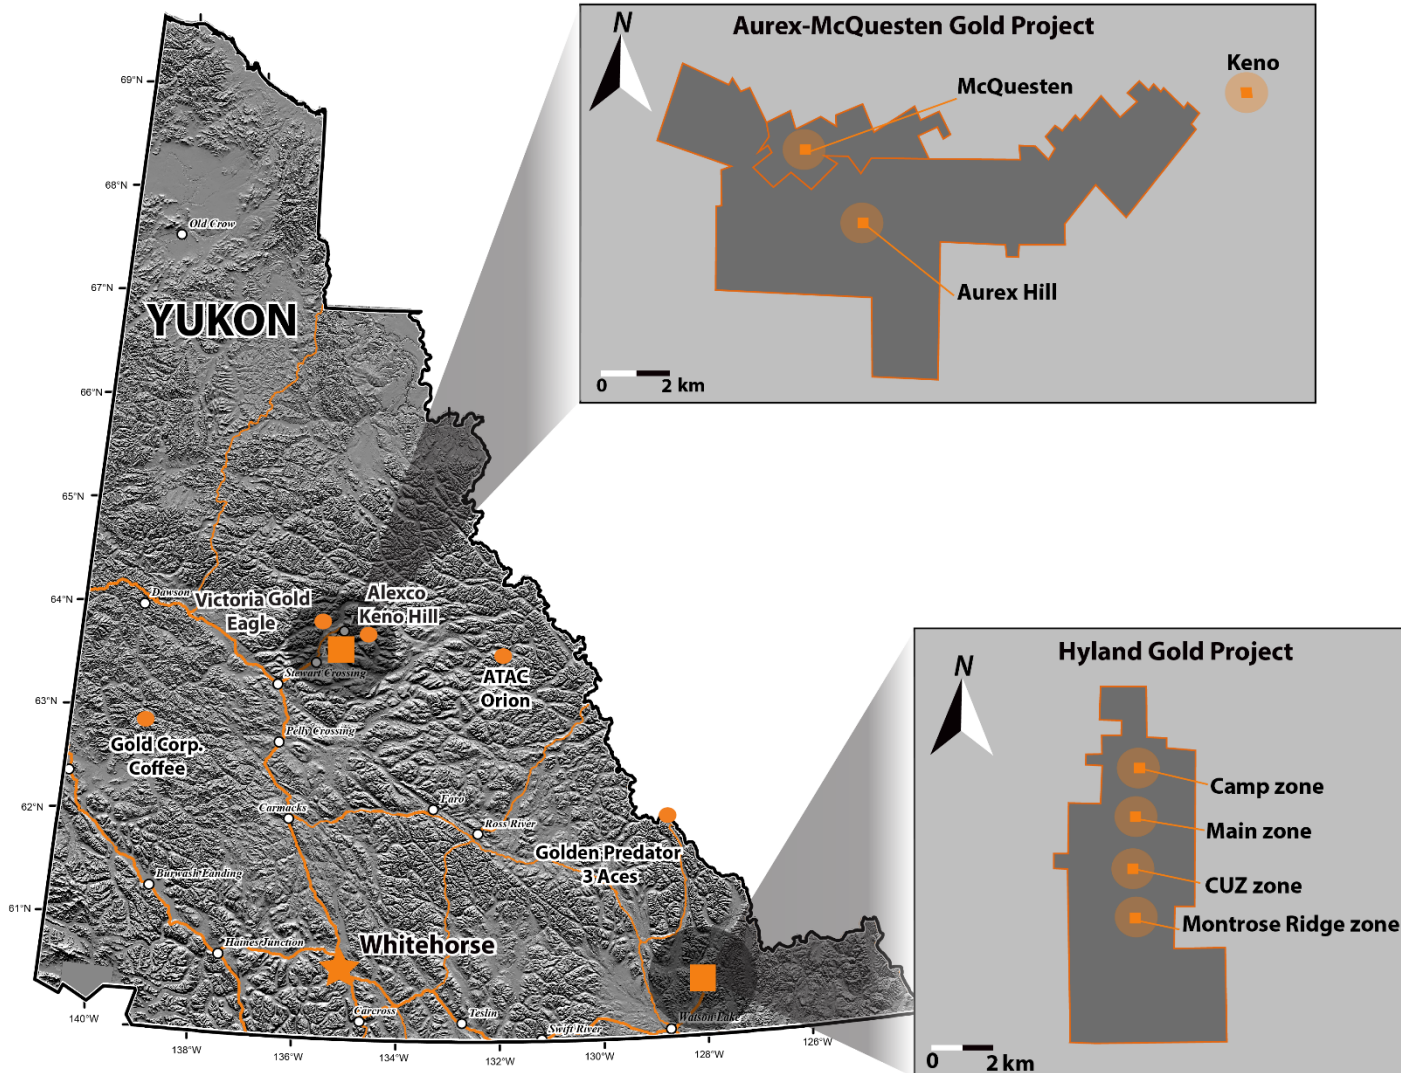 N
Aurex-McQuesten Gold Project
Keno
McQuesten
Aurex Hill
0
2 km
69°N
68°N
Old Crow
67°N
YUKON
66°N
65°N
64°N
Dawson
Victoria Gold
Eagle
Alexco
Keno Hill
Stewart Crossing
ATAC
Orion
63°N
Pelly Crossing
Gold Corp.
Coffee
62°N
Carmacks
Faro
Ross River
Golden Predator
3 Aces
Burwash Landing
61°N
Haines Junction
Whitehorse
Carcross
Teslin
Swift River
Watson Lake
140°W
138°W
136°W
134°W
132°W
130°W
128°W
126°W
Hyland Gold Project
N
Camp zone
Main zone
CUZ zone
Montrose Ridge zone
0
2 km